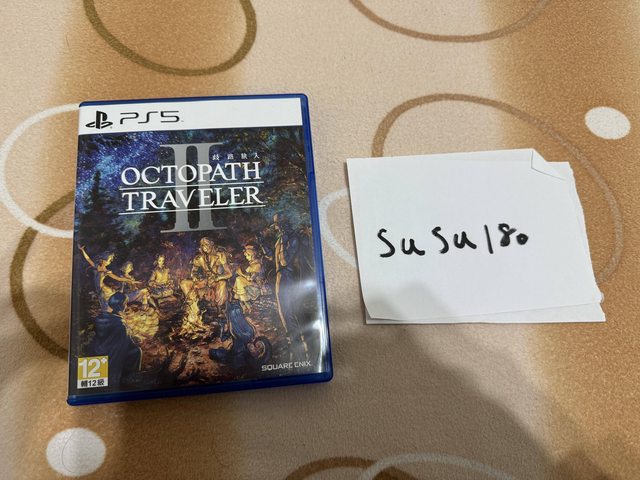 PS5
歧路旅人
OCTOPATH
TRAVELER
II
12+
輔12級
SQUARE ENIX
susu180